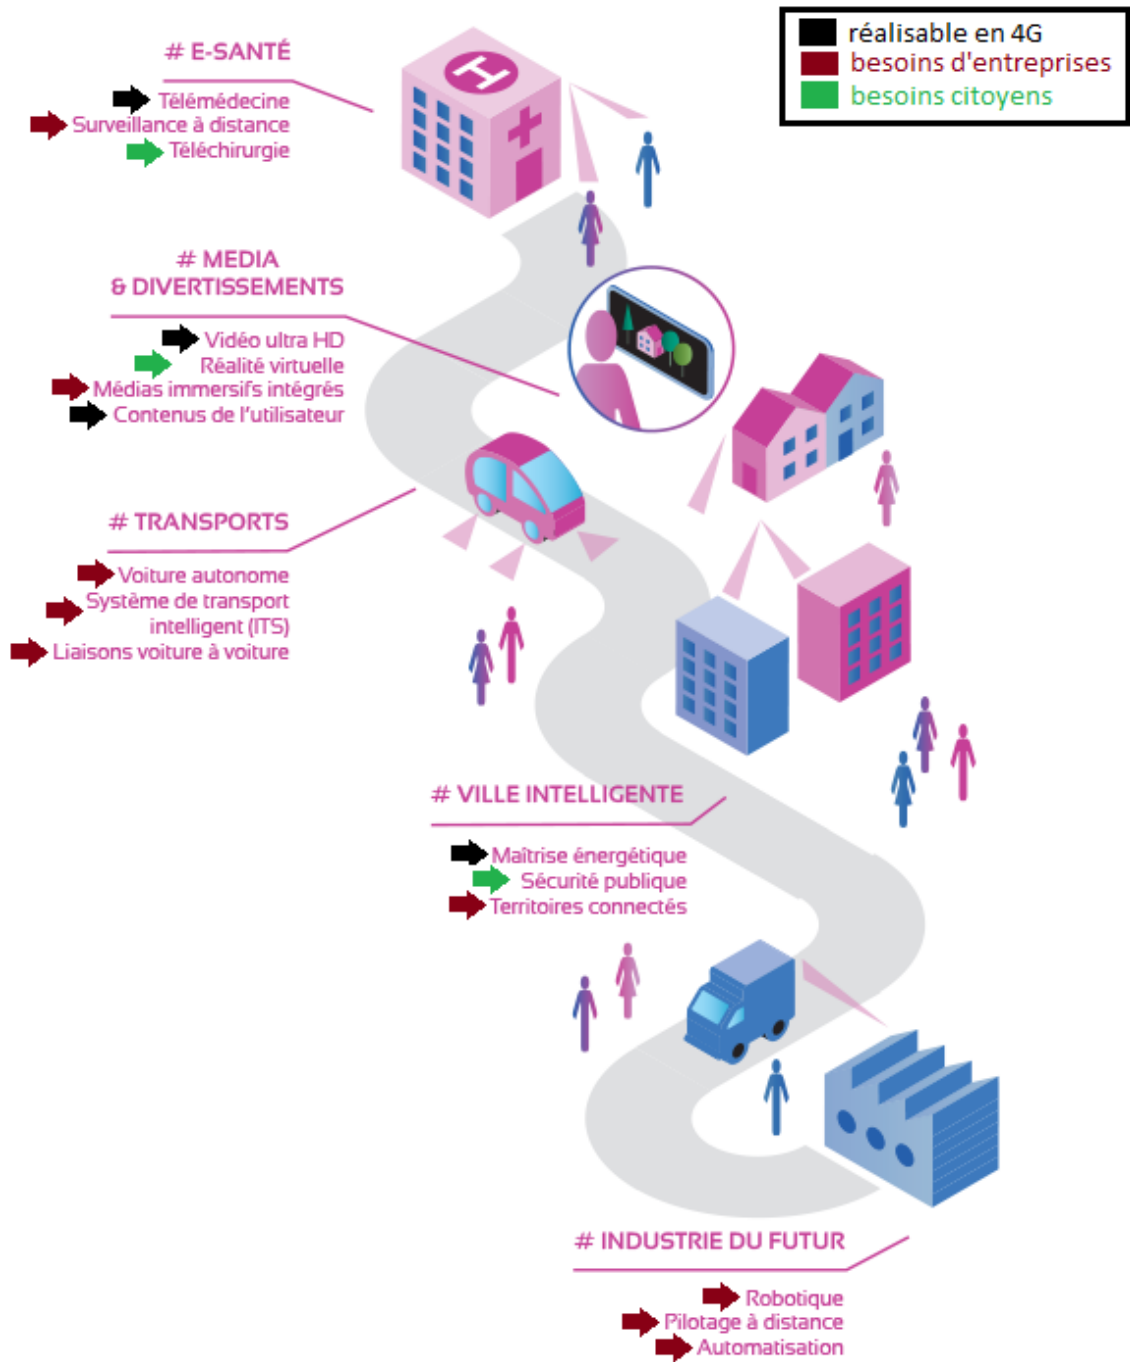 réalisable en 4G
besoins d'entreprises
besoins citoyens
# E-SANTÉ
Télémédecine
Surveillance à distance
Téléchirurgie
H
# MEDIA
& DIVERTISSEMENTS
Vidéo ultra HD
Réalité virtuelle
Médias immersifs intégrés
Contenus de l'utilisateur
# TRANSPORTS
Voiture autonome
Système de transport
intelligent (ITS)
Liaisons voiture à voiture
# VILLE INTELLIGENTE
Maîtrise énergétique
Sécurité publique
Territoires connectés
# INDUSTRIE DU FUTUR
Robotique
Pilotage à distance
Automatisation